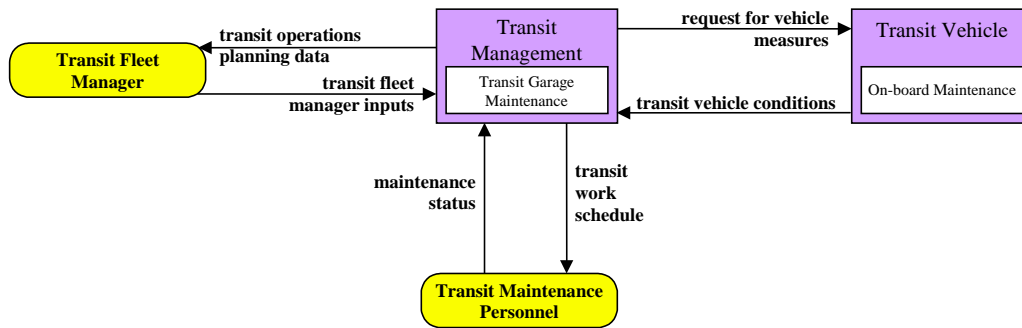 transit operations
planning data
Transit Fleet
Manager
transit fleet
manager inputs
Transit
Management
Transit Garage
Maintenance
request for vehicle
measures
Transit Vehicle
On-board Maintenance
transit vehicle conditions
maintenance
status
transit
work
schedule
Transit Maintenance
Personnel